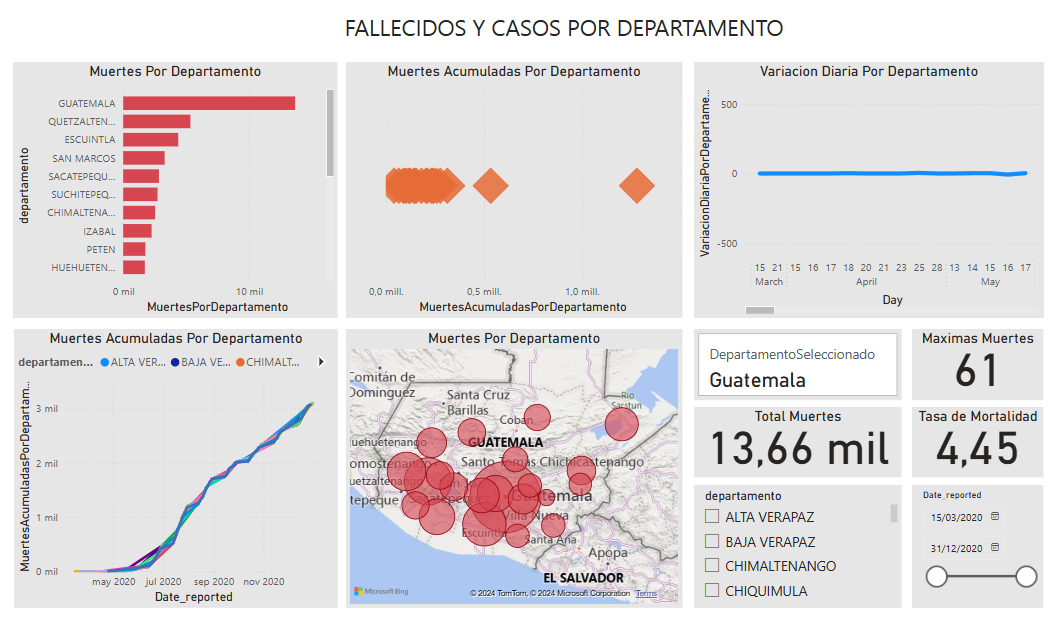 FALLECIDOS Y CASOS POR DEPARTAMENTO
Muertes Por Departamento
departamento
GUATEMALA
QUETZALTEN...
ESCUINTLA
SAN MARCOS
SACATEPEQU...
SUCHITEPEQ...
CHIMALTENA...
IZABAL
PETEN
HUEHUETEN...
0 mil
10 mil
MuertesPorDepartamento
Muertes Acumuladas Por Departamento
0,0 mill.
0,5 mill.
1,0 mill.
MuertesAcumuladasPorDepartamento
Variacion Diaria Por Departamento
VariacionDiariaPorDepartame...
500
0
-500
15 21 15 16 17 18 20 21 23 25 28 13 14 15 16 17
March April May
Day
Muertes Acumuladas Por Departamento
departamen... ALTA VER... BAJA VE... CHIMALT...
MuertesAcumuladasPorDepartam...
3 mil
2 mil
1 mil
0 mil
may 2020 jul 2020 sep 2020 nov 2020
Date_reported
Muertes Por Departamento
Comitán de
Domínguez
Santa Cruz
Barillas
Río
Sarstun
Coban
GUATEMALA
uehuetenango
omostenango
Santo Tomas Chichicastenango
uetzaltenan
tepeque
Guatemala
Villa Nueva
Escuintla
Santa Ana
Apopa
EL SALVADOR
Microsoft Bing
© 2024 TomTom, © 2024 Microsoft Corporation Terms
DepartamentoSeleccionado
Guatemala
Maximas Muertes
61
Total Muertes
13,66 mil
Tasa de Mortalidad
4,45
departamento
ALTA VERAPAZ
BAJA VERAPAZ
CHIMALTENANGO
CHIQUIMULA
Date_reported
15/03/2020
31/12/2020